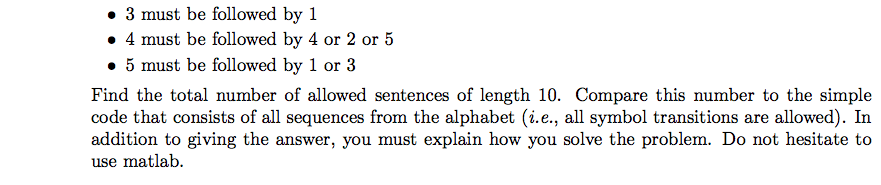 • 3 must be followed by 1
• 4 must be followed by 4 or 2 or 5
• 5 must be followed by 1 or 3
Find the total number of allowed sentences of length 10. Compare this number to the simple
code that consists of all sequences from the alphabet (i.e., all symbol transitions are allowed). In
addition to giving the answer, you must explain how you solve the problem. Do not hesitate to
use matlab.